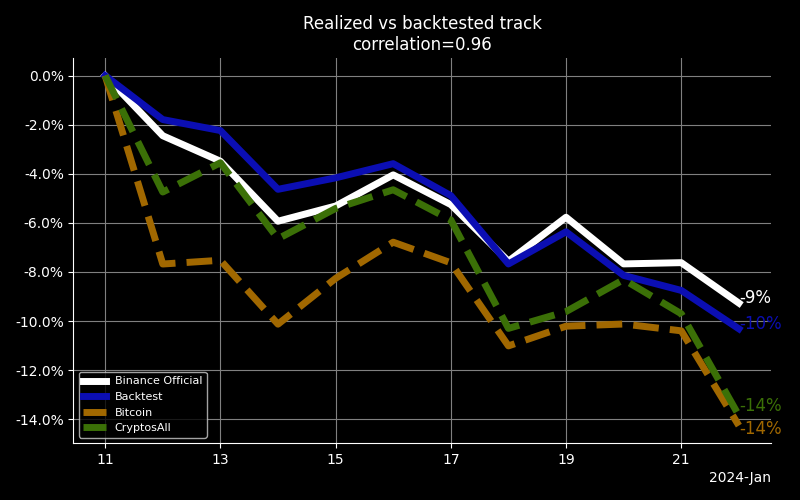 Realized vs backtested track
correlation=0.96
0.0%
-2.0%
-4.0%
-6.0%
-8.0%
-10.0%
-12.0%
-14.0%
-9%
-10%
-14%
-14%
Binance Official
Backtest
Bitcoin
CryptosAll
11 13 15 17 19 21
2024-Jan